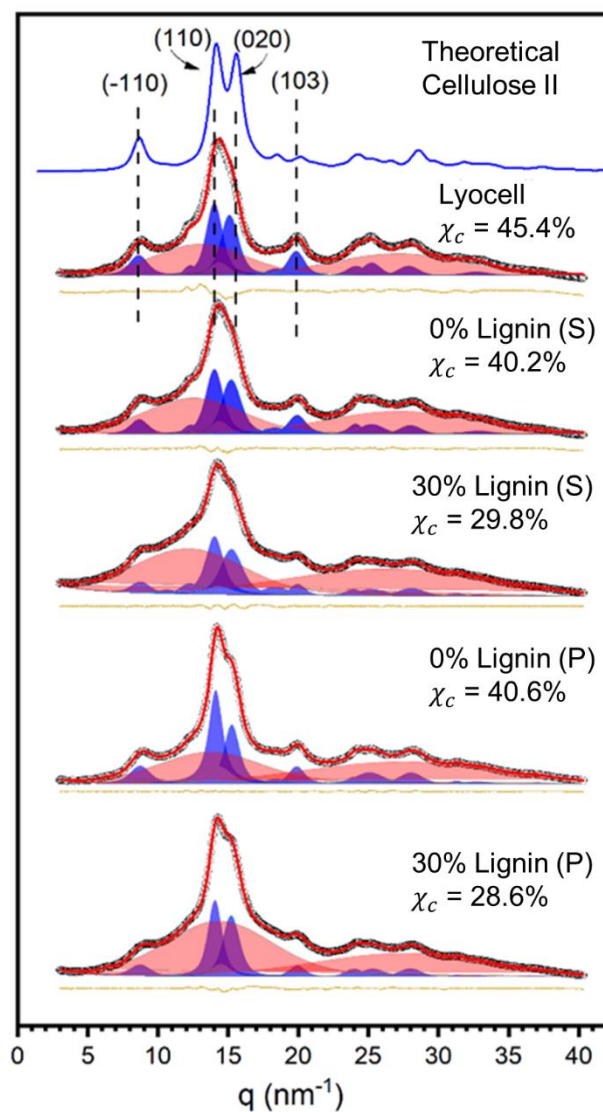 (110)
(020)
Theoretical
Cellulose II
(-110)
(103)
Lyocell
χc = 45.4%
0% Lignin (S)
χc = 40.2%
30% Lignin (S)
χc = 29.8%
0% Lignin (P)
χc = 40.6%
30% Lignin (P)
χc = 28.6%
0 5 10 15 20 25 30 35 40
q (nm⁻¹)